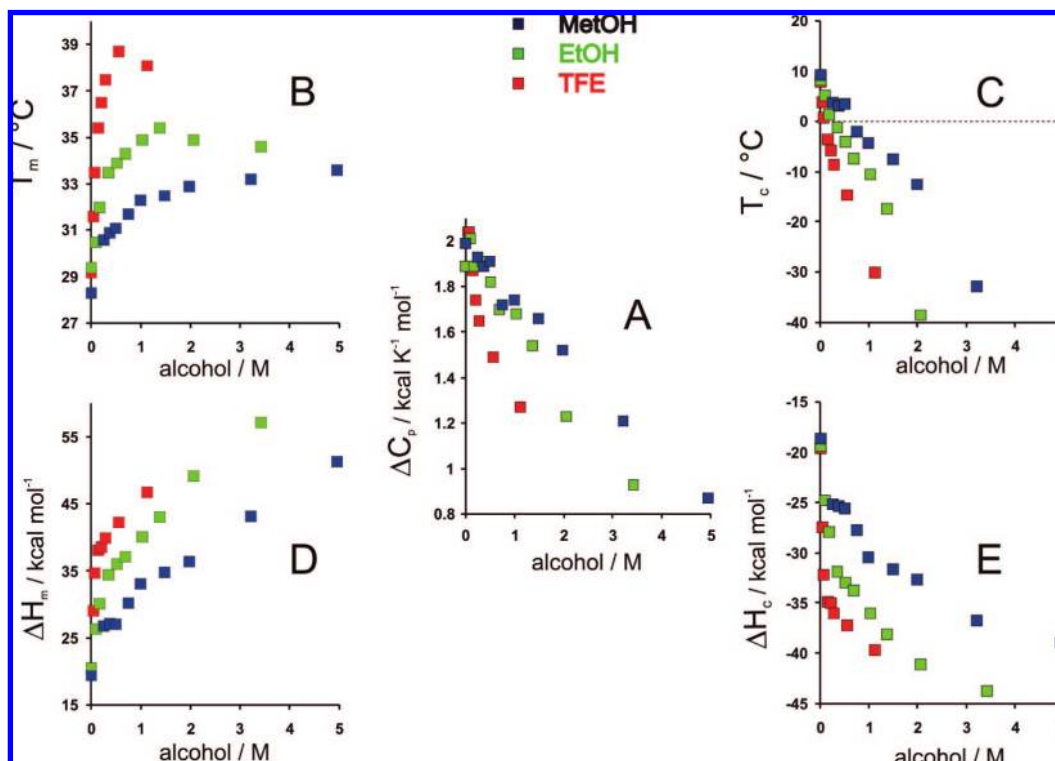 MetOH
EtOH
TFE
B
T_m / °C
39
37
35
33
31
29
27
0 1 2 3 4 5
alcohol / M
C
T_c / °C
20
10
0
-10
-20
-30
-40
0 1 2 3 4
alcohol / M
A
ΔC_p / kcal K⁻¹ mol⁻¹
2
1.8
1.6
1.4
1.2
1
0.8
0 1 2 3 4 5
alcohol / M
D
ΔH_m / kcal mol⁻¹
55
45
35
25
15
0 1 2 3 4 5
alcohol / M
E
ΔH_c / kcal mol⁻¹
-15
-20
-25
-30
-35
-40
-45
0 1 2 3 4
alcohol / M